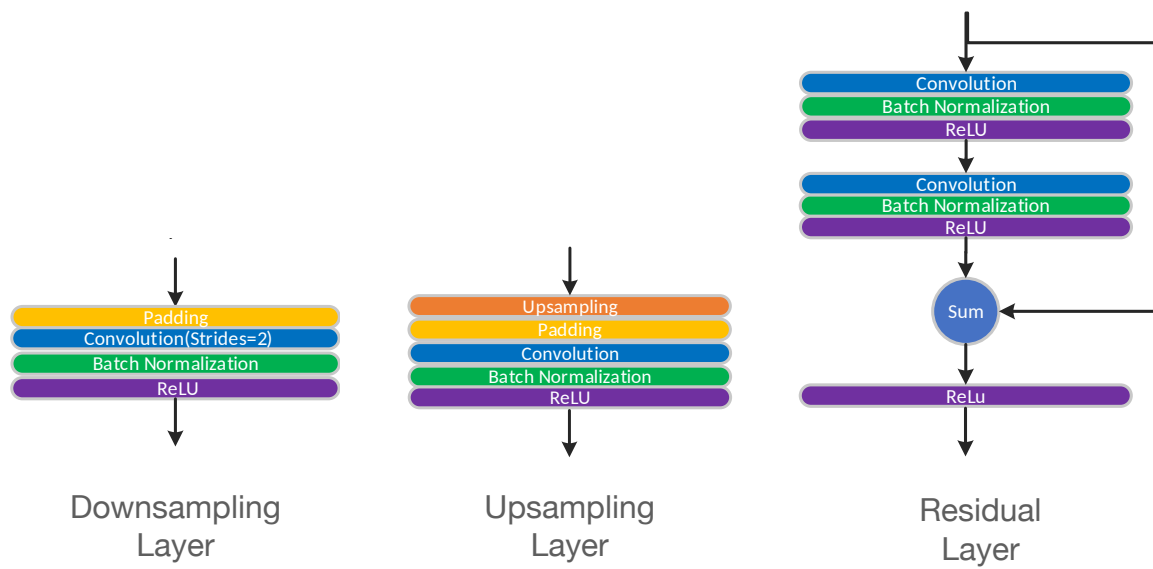 Padding
Convolution(Strides=2)
Batch Normalization
ReLU
Downsampling
Layer
Upsampling
Padding
Convolution
Batch Normalization
ReLU
Upsampling
Layer
Convolution
Batch Normalization
ReLU
Convolution
Batch Normalization
ReLU
Sum
ReLu
Residual
Layer